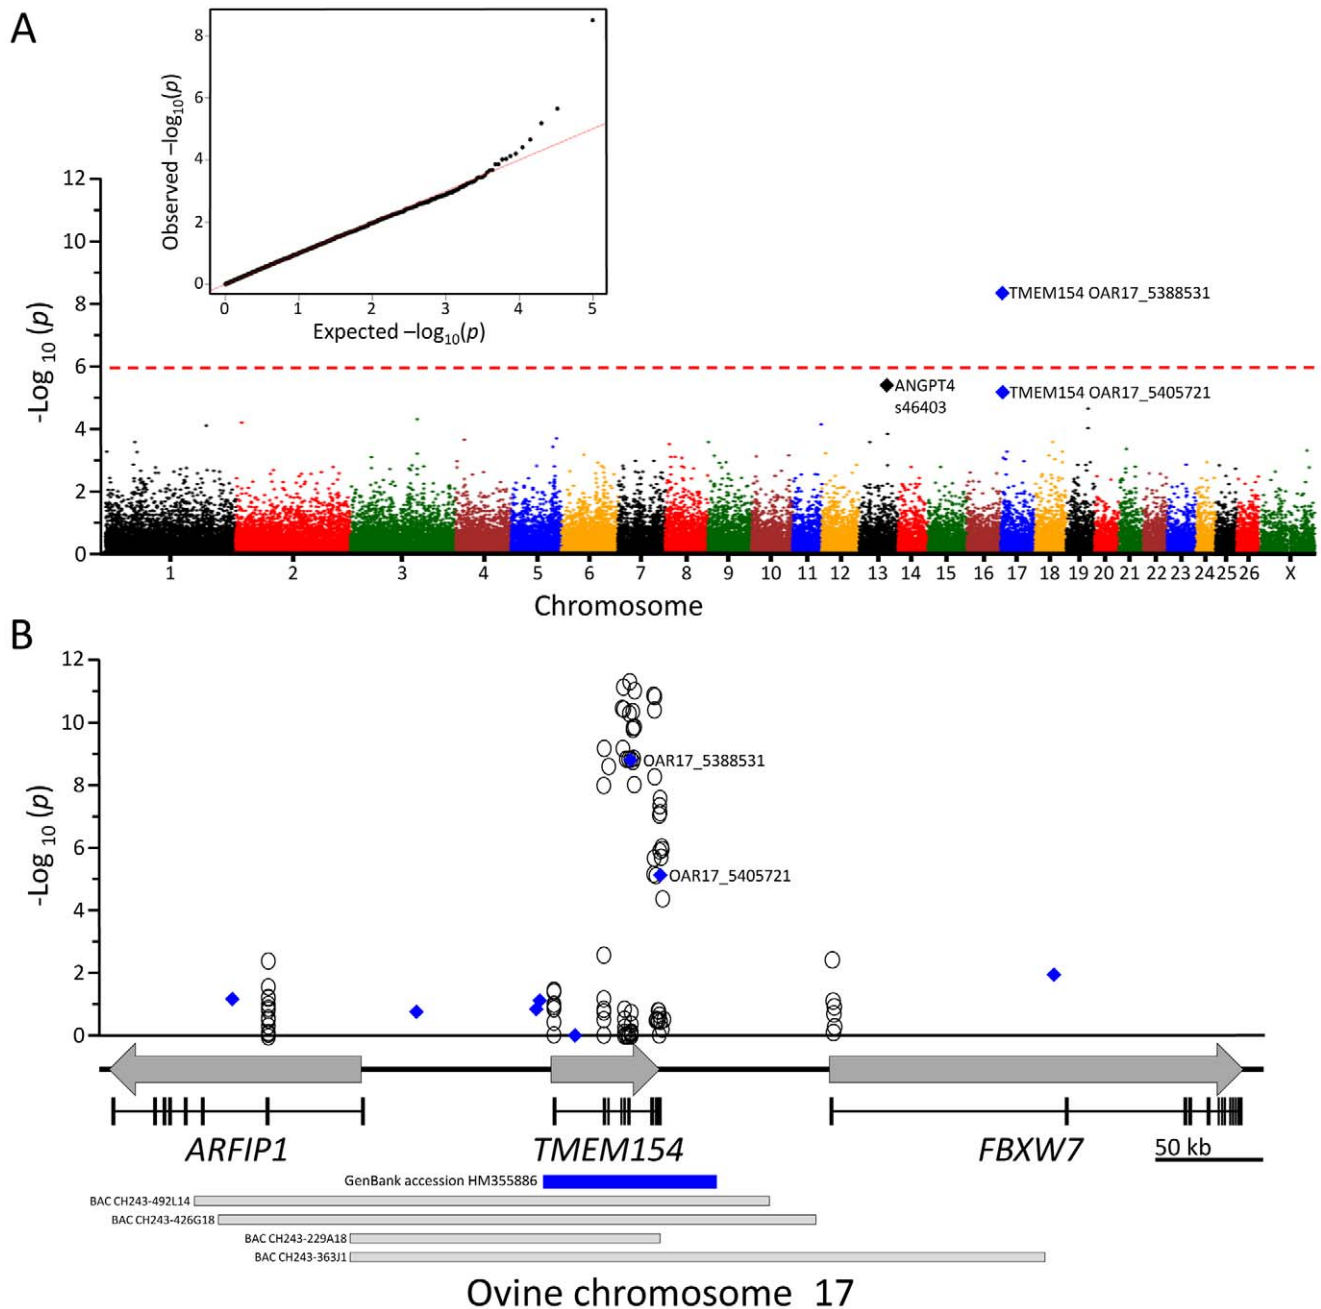 A
Observed –log10(p)
8
6
4
2
0
0 1 2 3 4 5
Expected –log10(p)
-Log 10 (p)
12
10
8
6
4
2
0
TMEM154 OAR17_5388531
ANGPT4
s46403
TMEM154 OAR17_5405721
1 2 3 4 5 6 7 8 9 10 11 12 13 14 15 16 17 18 19 20 21 22 23 24 25 26 X
Chromosome
B
-Log 10 (p)
12
10
8
6
4
2
0
OAR17_5388531
OAR17_5405721
ARFIP1 TMEM154 FBXW7
50 kb
GenBank accession HM355886
BAC CH243-492L14
BAC CH243-426G18
BAC CH243-229A18
BAC CH243-363J1
Ovine chromosome 17